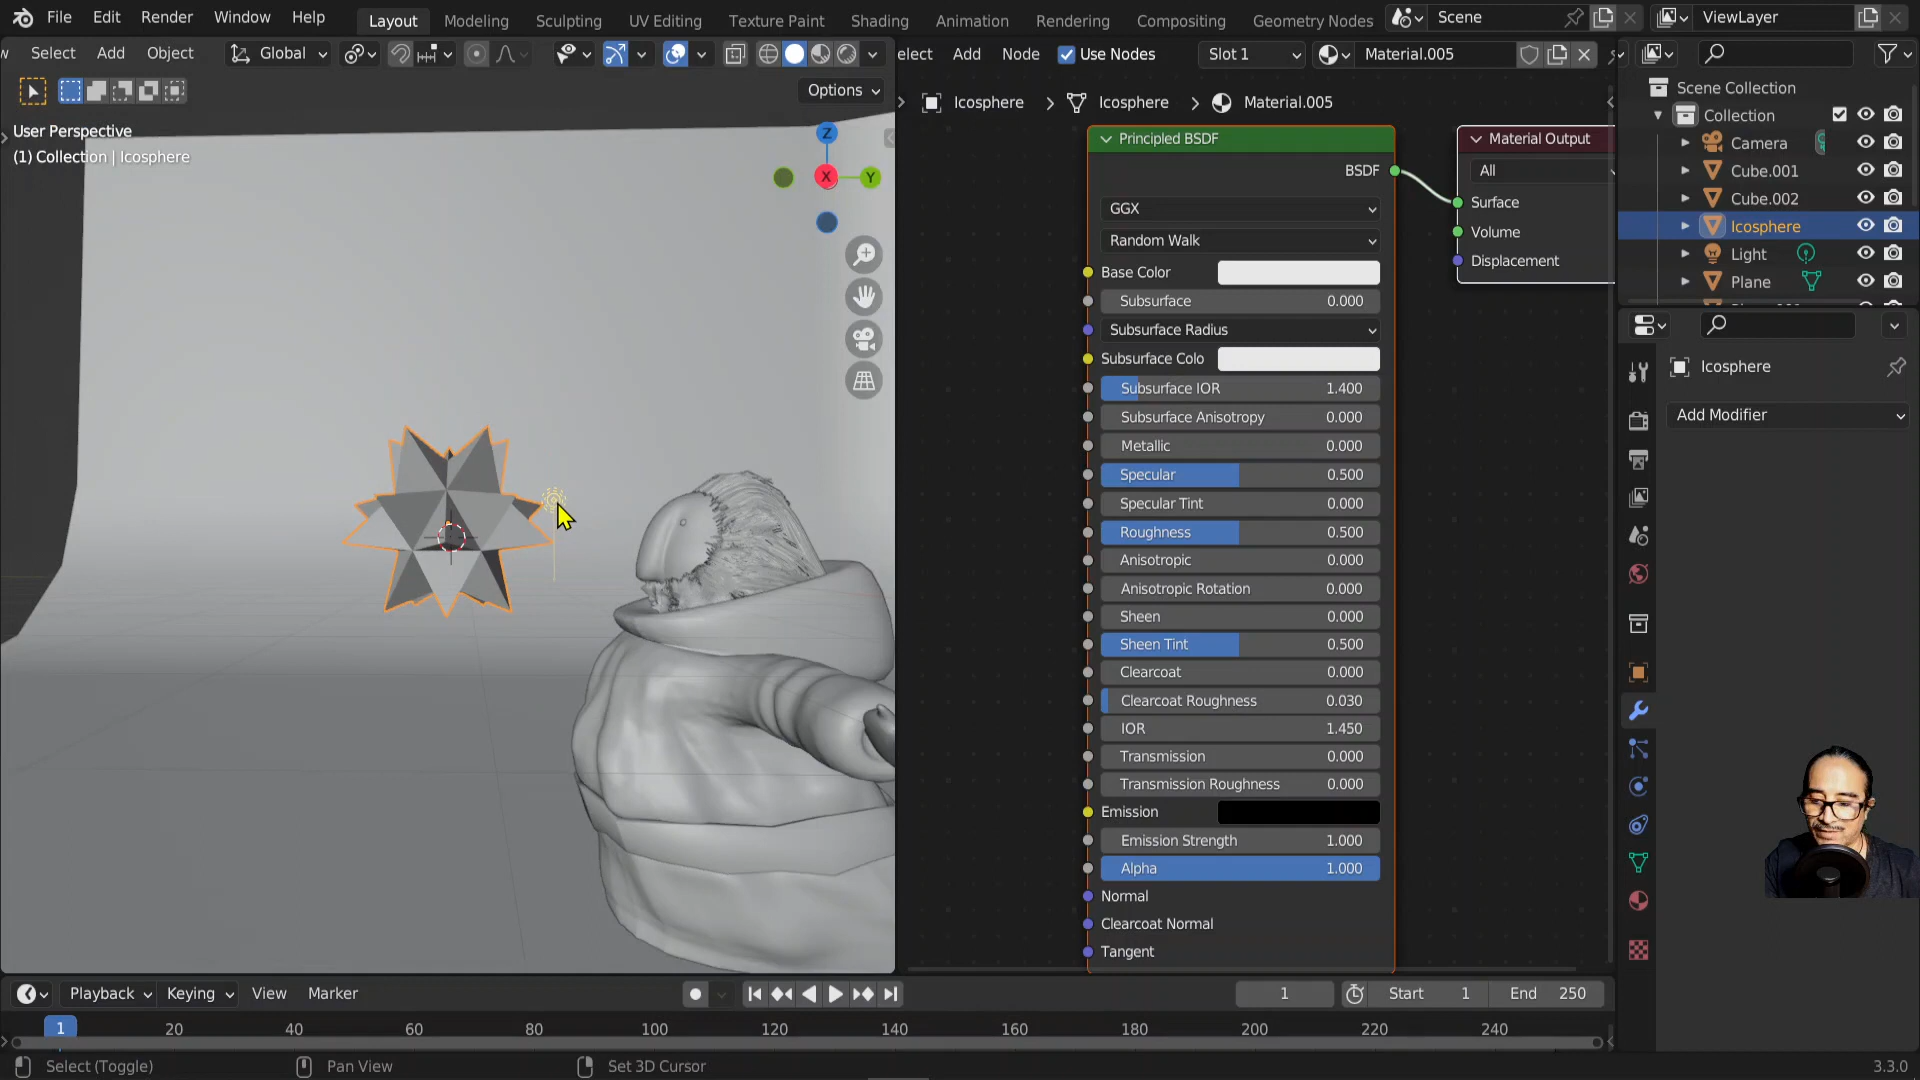 File Edit Render Window Help Layout Modeling Sculpting UV Editing Texture Paint Shading Animation Rendering Compositing Geometry Nodes Scene ViewLayer
Select Add Object Global Options
User Perspective
(1) Collection | Icosphere
Z
X
Y
elect Add Node Use Nodes Slot 1 Material.005
Icosphere Icosphere Material.005
Principled BSDF
BSDF
GGX
Random Walk
Base Color
Subsurface 0.000
Subsurface Radius
Subsurface Colo
Subsurface IOR 1.400
Subsurface Anisotropy 0.000
Metallic 0.000
Specular 0.500
Specular Tint 0.000
Roughness 0.500
Anisotropic 0.000
Anisotropic Rotation 0.000
Sheen 0.000
Sheen Tint 0.500
Clearcoat 0.000
Clearcoat Roughness 0.030
IOR 1.450
Transmission 0.000
Transmission Roughness 0.000
Emission
Emission Strength 1.000
Alpha 1.000
Normal
Clearcoat Normal
Tangent
Material Output
All
Surface
Volume
Displacement
Scene Collection
Collection
Camera
Cube.001
Cube.002
Icosphere
Light
Plane
Icosphere
Add Modifier
Playback Keying View Marker 1 Start 1 End 250
1 20 40 60 80 100 120 140 160 180 200 220 240
Select (Toggle) Pan View Set 3D Cursor 3.3.0